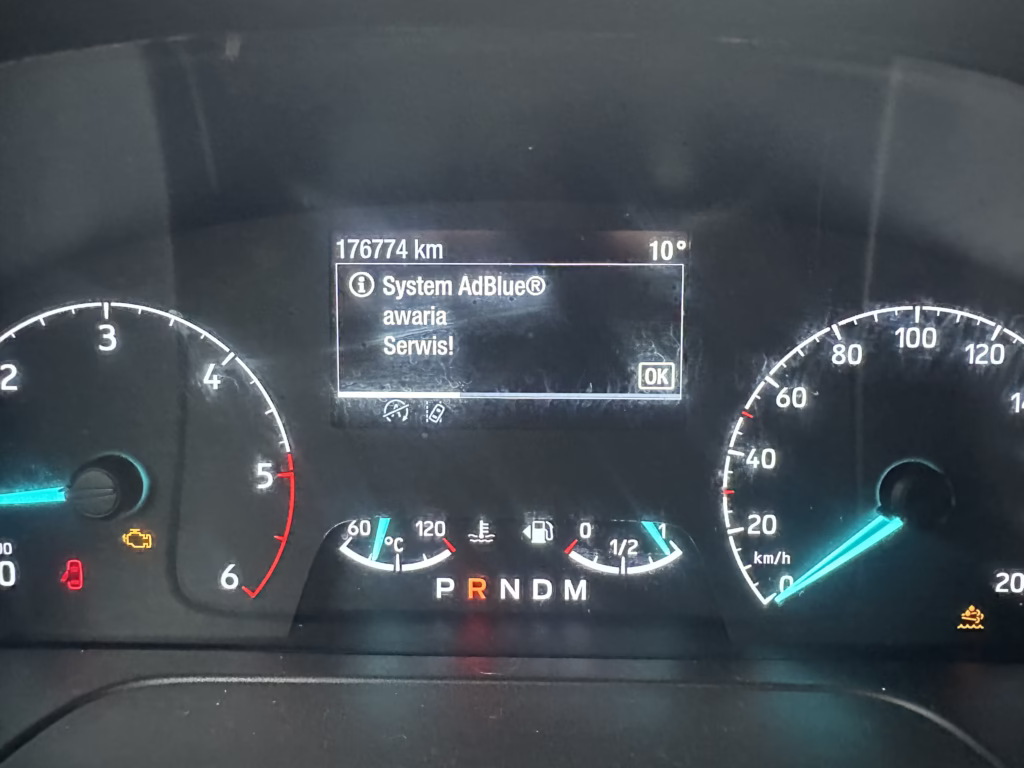 176774 km 10°
System AdBlue®
awaria
Serwis!
OK
2 3 4 5 6
60 °C 120
0 1/2 1
P R N D M
0 20 40 60 80 100 120
km/h